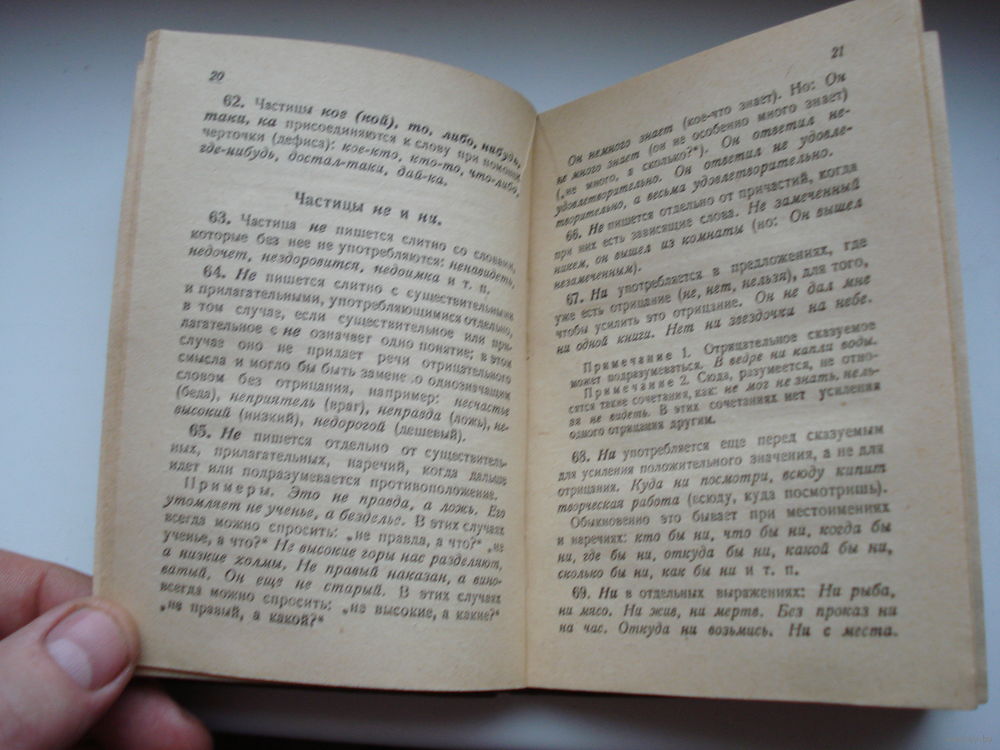 20
62. Частицы кое (кой), то, либо, нибудь,
таки, ка присоединяются к слову при помощи
черточки (дефиса): кое-кто, кто-то, что-либо,
где-нибудь, достал-таки, дай-ка.
Частицы не и ни.
63. Частица не пишется слитно со словами,
которые без нее не употребляются: ненавидеть,
недочет, нездоровится, недоимка и т. п.
64. Не пишется слитно с существительными
и прилагательными, употребляющимися отдельно,
в том случае, если существительное или при-
лагательное с не означает одно понятие; в этом
случае оно не придает речи отрицательного
смысла и могло бы быть замене о однозначащим
словом без отрицания, например: несчастье
(беда), неприятель (враг), неправда (ложь), не-
высокий (низкий), недорогой (дешевый).
65. Не пишется отдельно от существитель-
ных, прилагательных, наречий, когда дальше
идет или подразумевается противоположение.
Примеры. Это не правда, а ложь. Его
утомляет не ученье, а безделье. В этих случаях
всегда можно спросить: „не правда, а что?“ „не
ученье, а что?“ Не высокие горы нас разделяют,
а низкие холмы. Не правый наказан, а вино-
ватый. Он еще не старый. В этих случаях
всегда можно спросить: „не высокие, а какие?“
„не правый, а какой?“
21
Он немного знает (кое-что знает). Но: Он
не много знает (он не особенно много знает)
(„не много, а сколько?“). Он ответил не-
удовлетворительно. Он ответил не удовле-
творительно, а весьма удовлетворительно.
66. Не пишется отдельно от причастий, когда
при них есть зависящие слова. Не замеченный
никем, он вышел из комнаты (но: Он вышел
незамеченным).
67. Ни употребляется в предложениях, где
уже есть отрицание (не, нет, нельзя), для того,
чтобы усилить это отрицание. Он не дал мне
ни одной книги. Нет ни звездочки на небе.
Примечание 1. Отрицательное сказуемое
может подразумеваться. В ведре ни капли воды.
Примечание 2. Сюда, разумеется, не отно-
сятся такие сочетания, как: не мог не знать, нель-
зя не видеть. В этих сочетаниях нет усиления
одного отрицания другим.
68. Ни употребляется еще перед сказуемым
для усиления положительного значения, а не для
отрицания. Куда ни посмотри, всюду кипит
творческая работа (всюду, куда посмотришь).
Обыкновенно это бывает при местоимениях
и наречиях: кто бы ни, что бы ни, когда бы
ни, где бы ни, откуда бы ни, какой бы ни,
сколько бы ни, как бы ни и т. п.
69. Ни в отдельных выражениях: Ни рыба,
ни мясо. Ни жив, ни мертв. Без проказ ни
на час. Откуда ни возьмись. Ни с места.